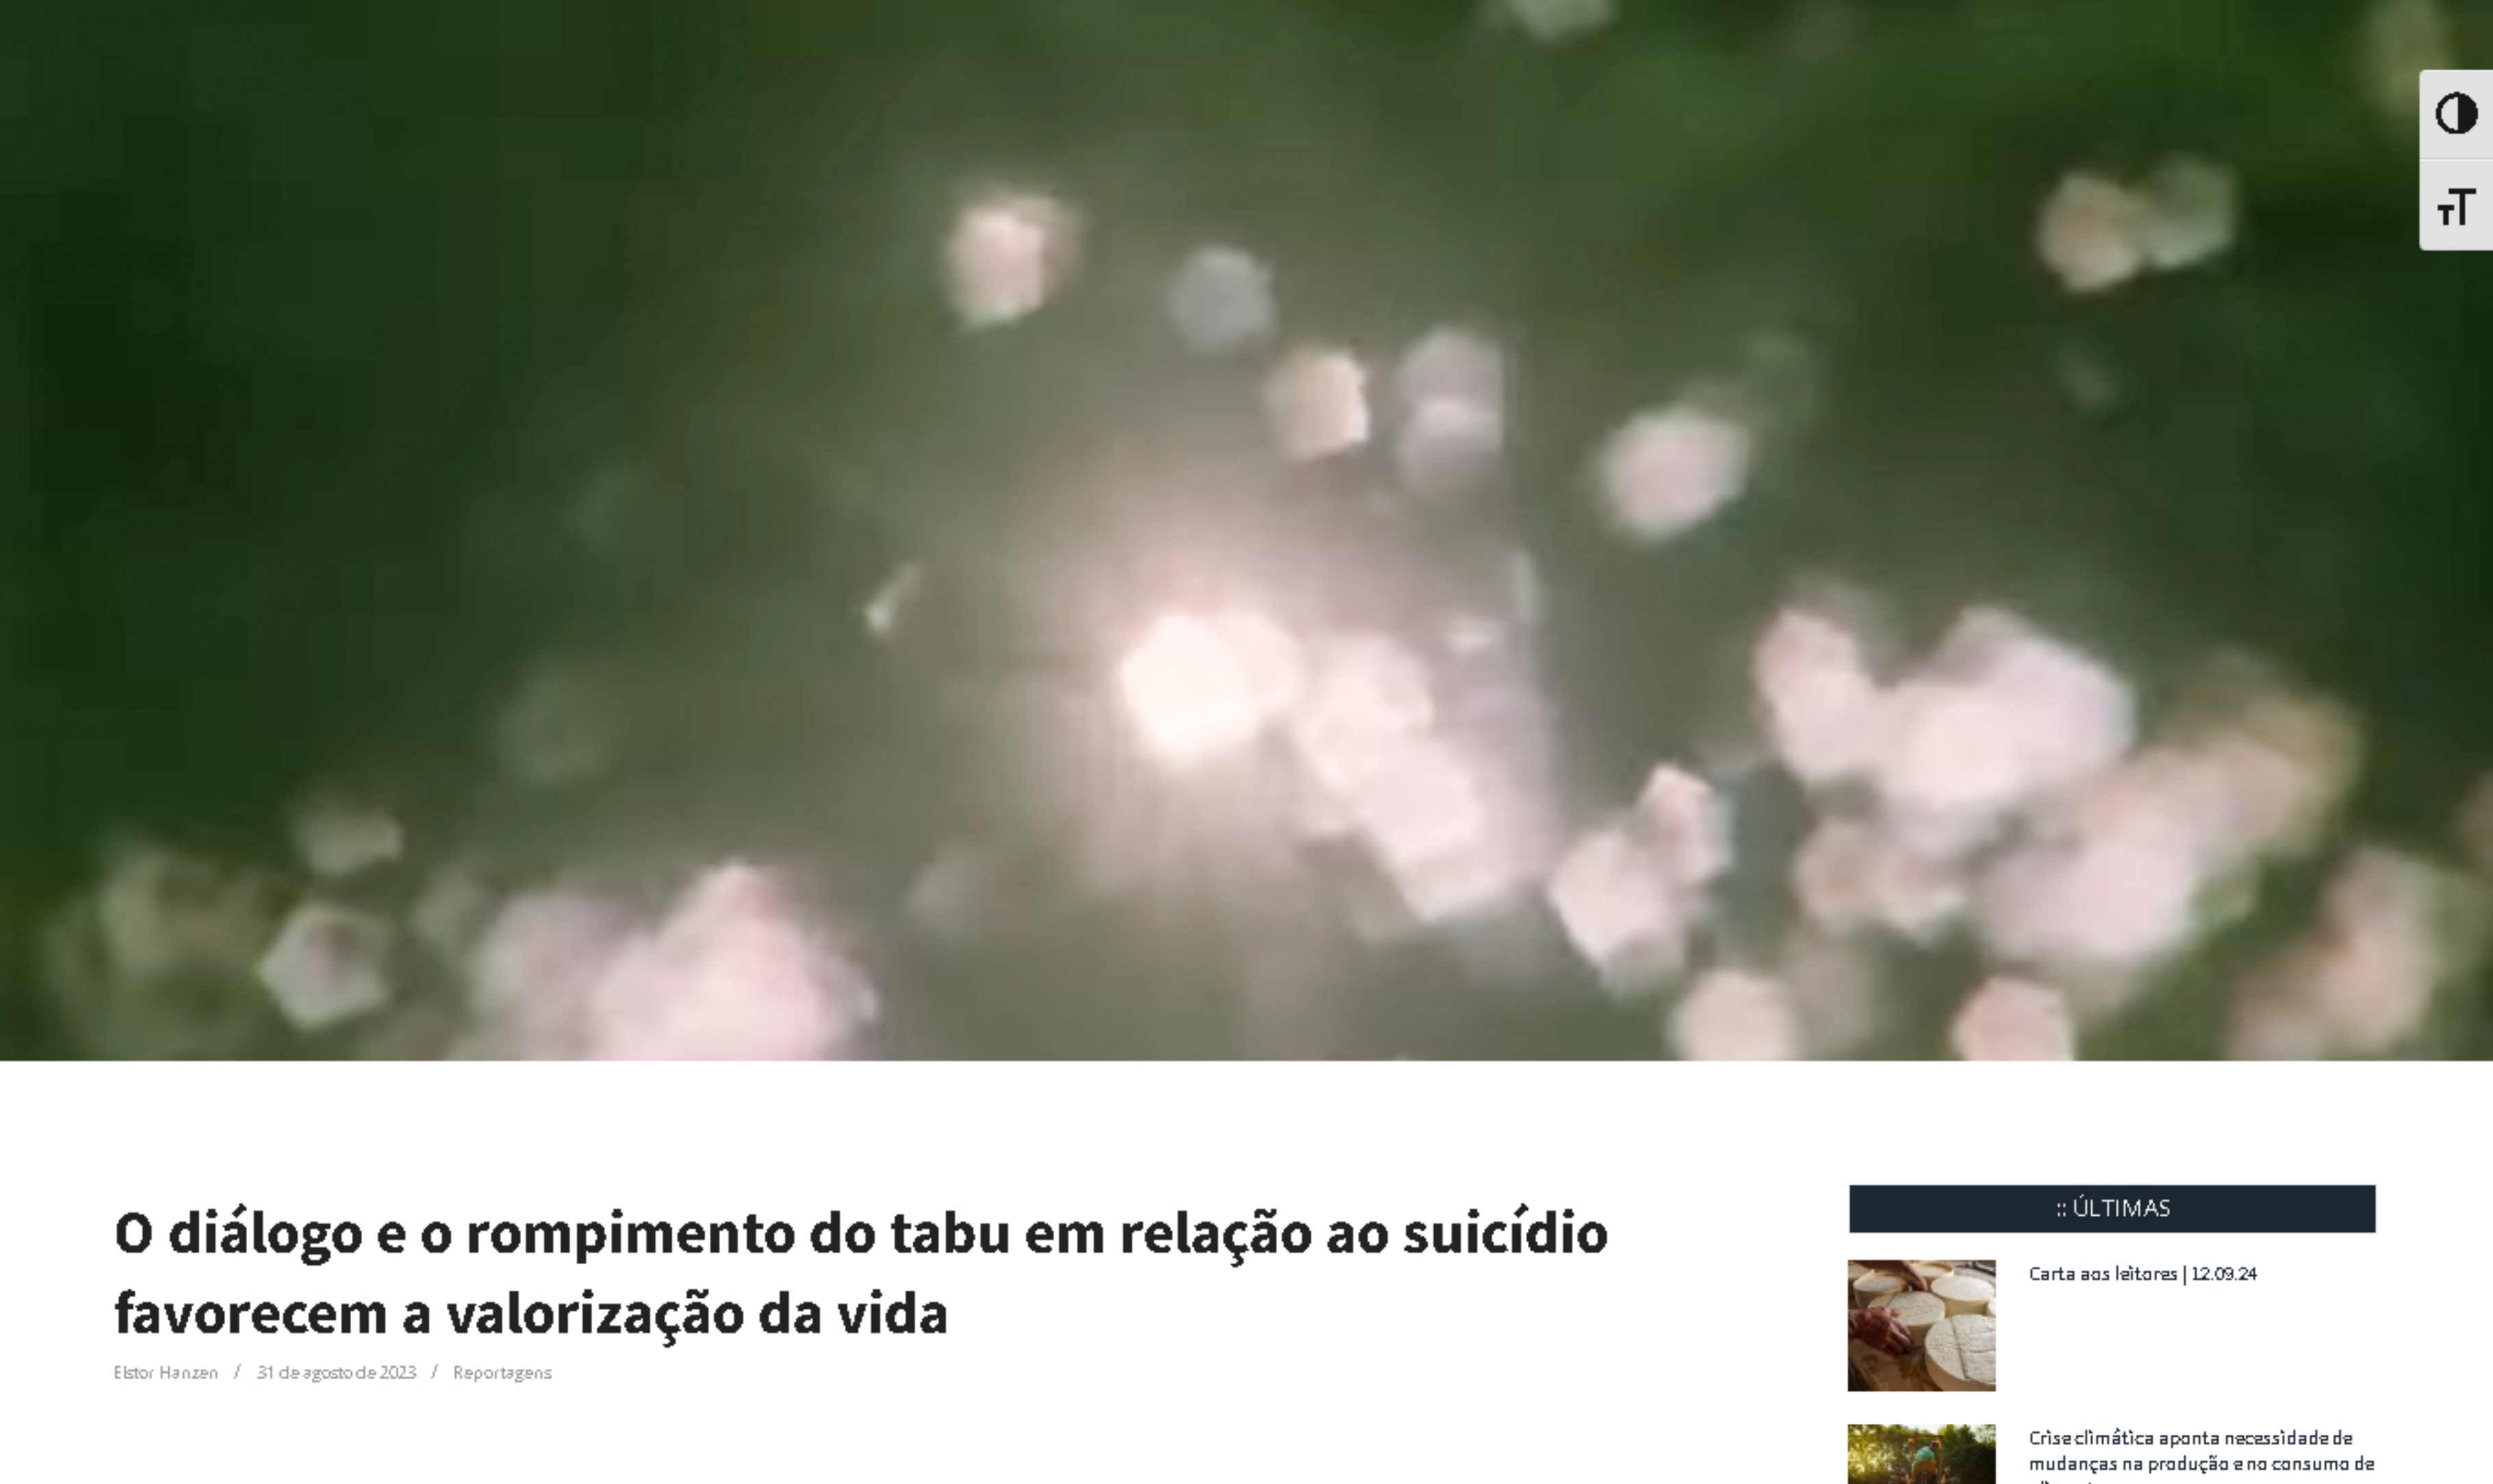 O diálogo e o rompimento do tabu em relação ao suicídio
favorecem a valorização da vida
Elstor Hanzen / 31 de agosto de 2023 / Reportagens
:: ÚLTIMAS
Carta aos leitores | 12.09.24
Crise climática aponta necessidade de
mudanças na produção e no consumo de